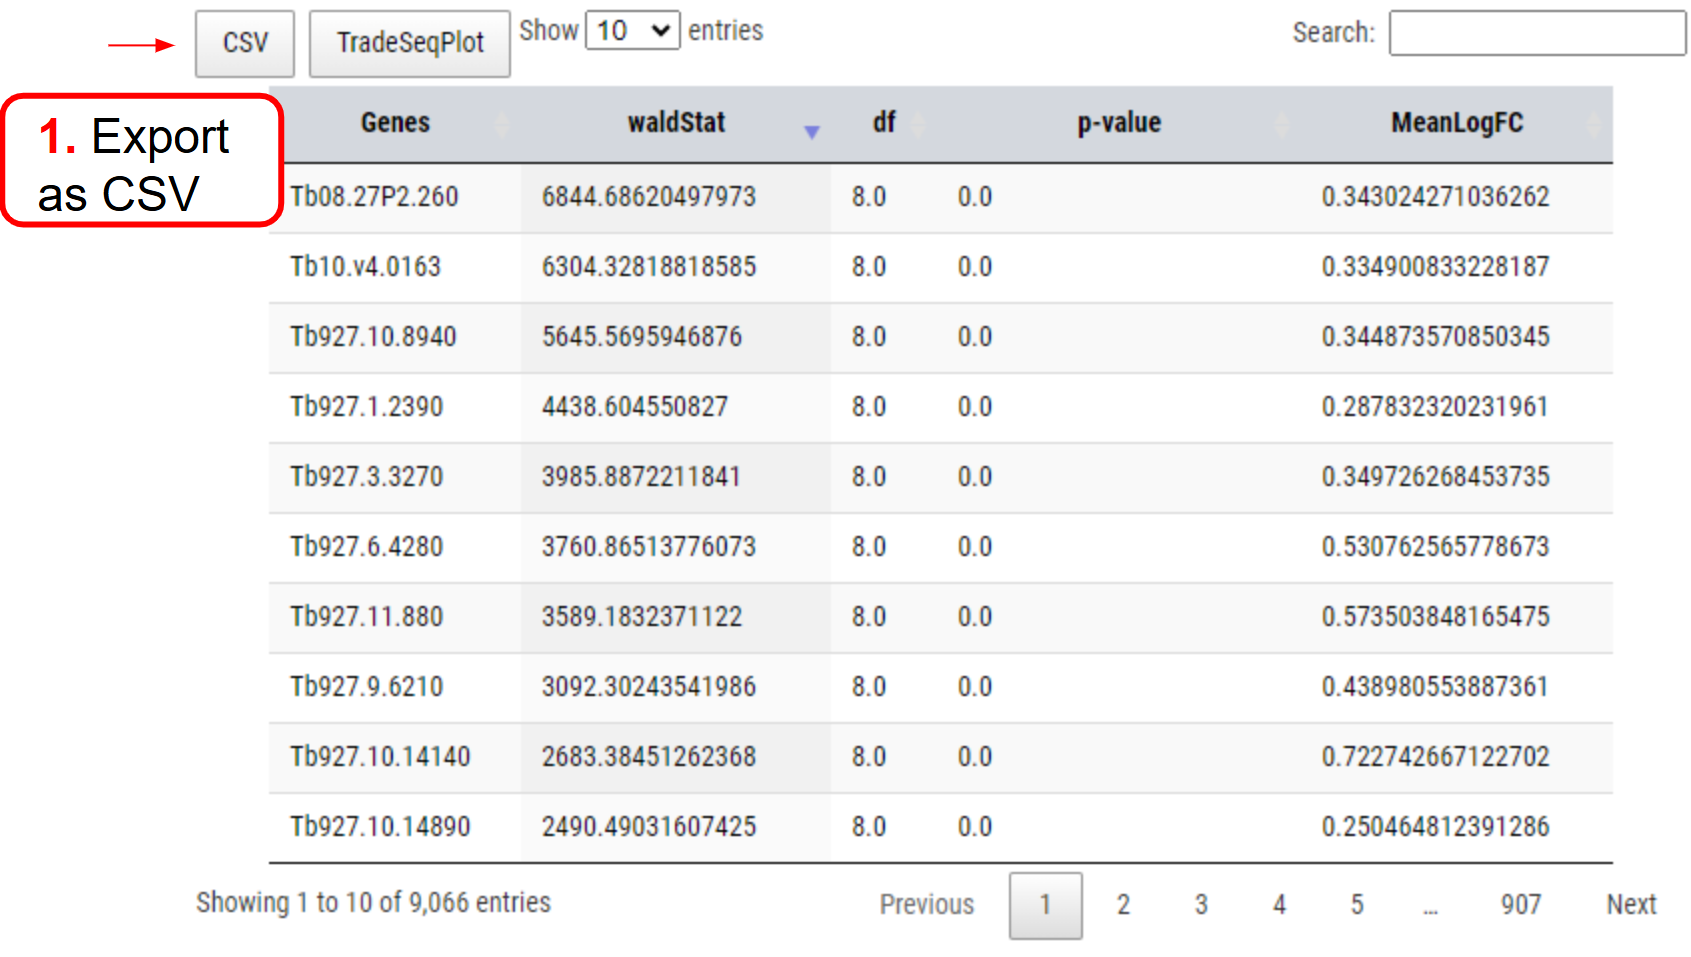 CSV TradeSeqPlot Show 10 entries Search:
1. Export
as CSV
Genes waldStat df p-value MeanLogFC
Tb08.27P2.260 6844.68620497973 8.0 0.0 0.343024271036262
Tb10.v4.0163 6304.32818818585 8.0 0.0 0.334900833228187
Tb927.10.8940 5645.5695946876 8.0 0.0 0.344873570850345
Tb927.1.2390 4438.604550827 8.0 0.0 0.287832320231961
Tb927.3.3270 3985.8872211841 8.0 0.0 0.349726268453735
Tb927.6.4280 3760.86513776073 8.0 0.0 0.530762565778673
Tb927.11.880 3589.1832371122 8.0 0.0 0.573503848165475
Tb927.9.6210 3092.30243541986 8.0 0.0 0.438980553887361
Tb927.10.14140 2683.38451262368 8.0 0.0 0.722742667122702
Tb927.10.14890 2490.49031607425 8.0 0.0 0.250464812391286
Showing 1 to 10 of 9,066 entries Previous 1 2 3 4 5 ... 907 Next